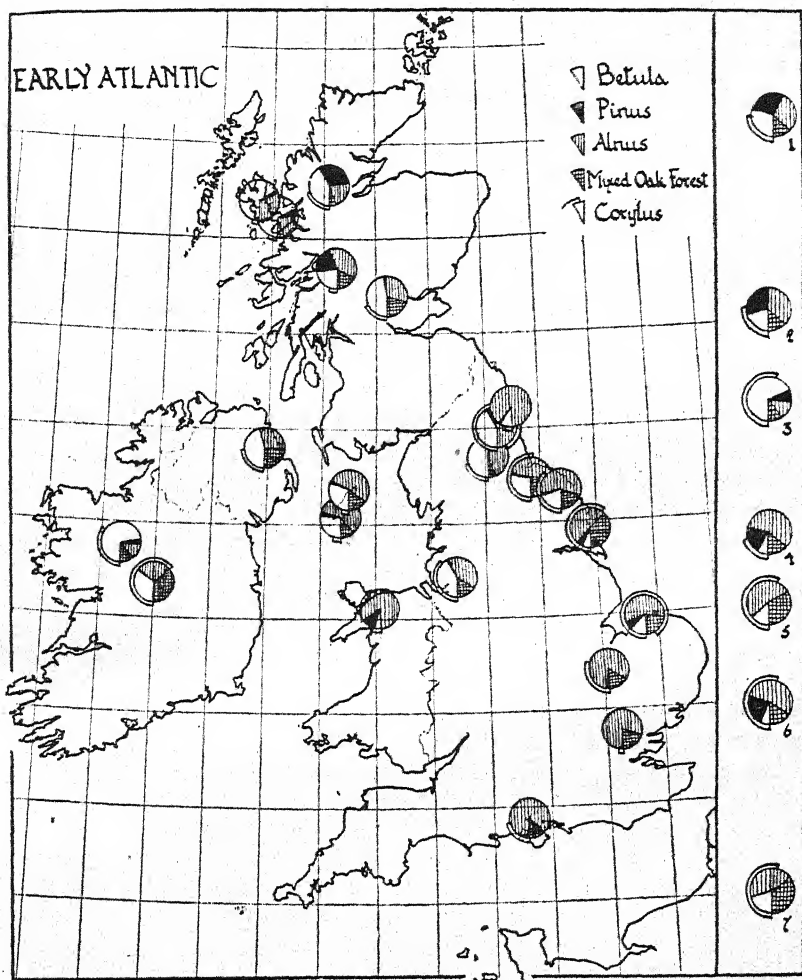 EARLY ATLANTIC
Betula
Pinus
Alnus
Mixed Oak Forest
Corylus
1
2
3
4
5
6
7